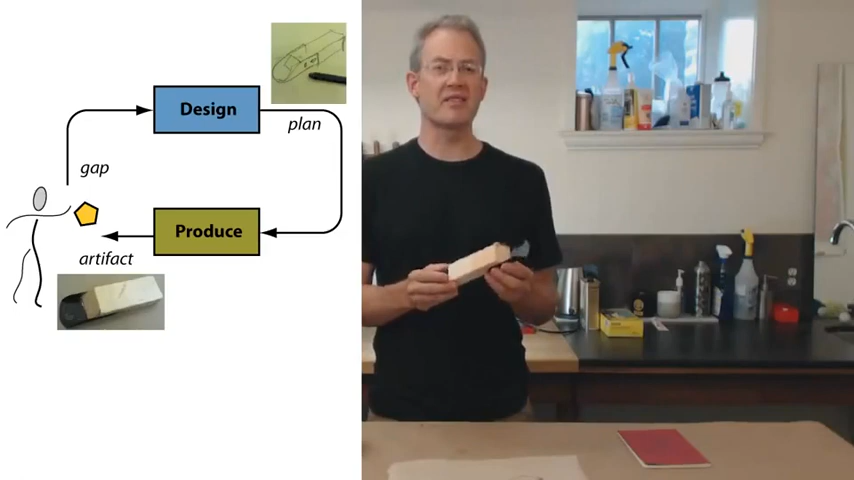 Design
plan
gap
Produce
artifact